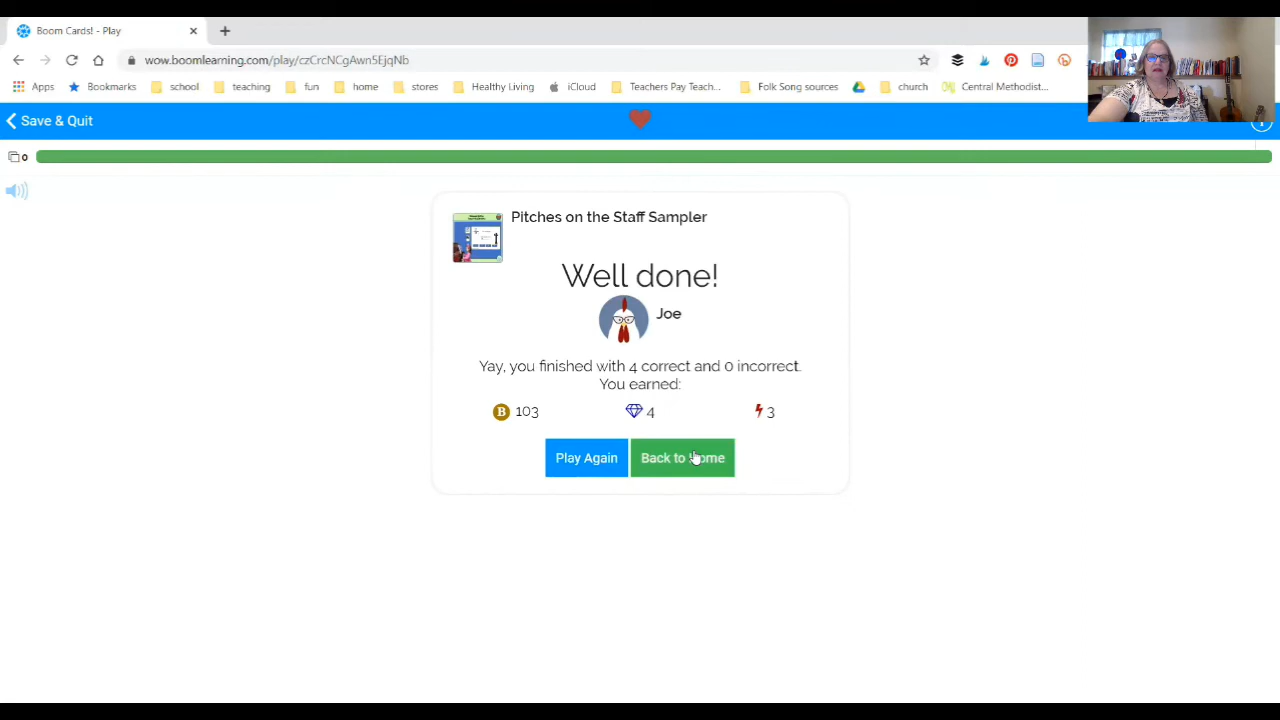 Boom Cards! - Play
wow.boomlearning.com/play/czCrcNCgAwn5EjqNb
Apps Bookmarks school teaching fun home stores Healthy Living iCloud Teachers Pay Teach... Folk Song sources church Central Methodist...
Save & Quit
0
Pitches on the Staff Sampler
Well done!
Joe
Yay, you finished with 4 correct and 0 incorrect.
You earned:
B 103 4 3
Play Again Back to Home